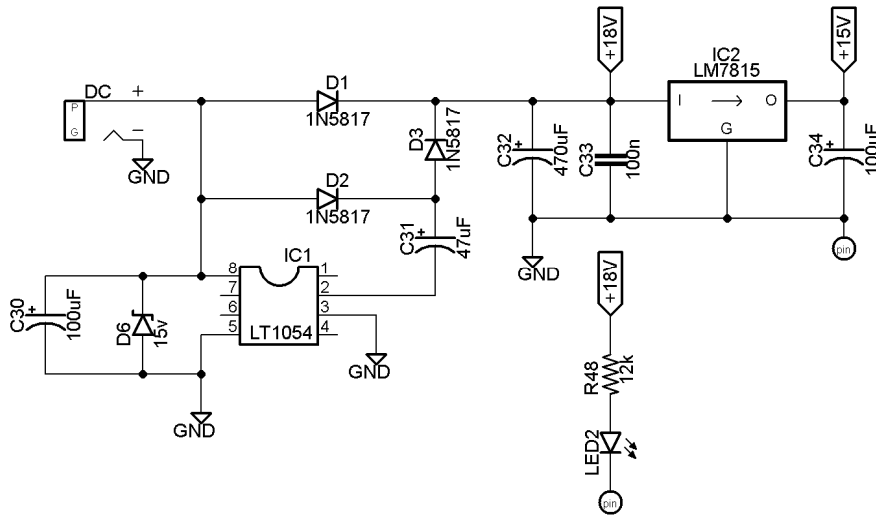 +18V
+15V
IC2
LM7815
DC + D1
P
G
-
1N5817
I O
G
GND
D3
1N5817
C32
+
470uF
C33
100n
C34
+
100uF
D2
1N5817
C31
+
47uF
GND
pin
IC1
8 1
7 2
6 3
5 4
LT1054
C30
+
100uF
D6
15v
GND
GND
+18V
R48
12k
LED2
pin